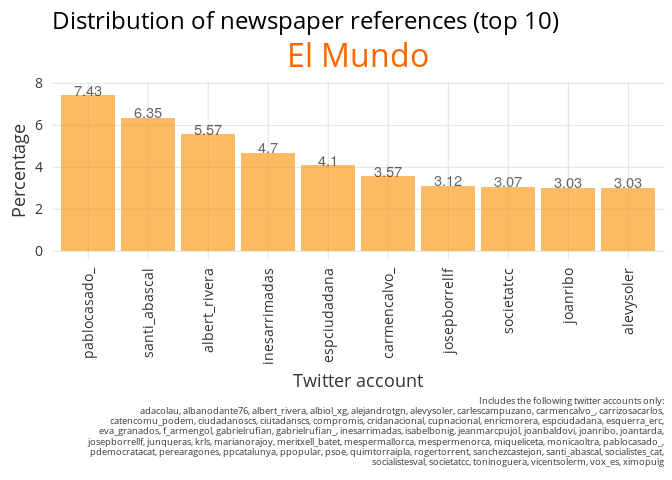 Distribution of newspaper references (top 10)
El Mundo
Percentage
8
6
4
2
0
7.43
6.35
5.57
4.7
4.1
3.57
3.12
3.07
3.03
3.03
pablocasado_
santi_abascal
albert_rivera
inesarrimadas
espciudadana
carmencalvo_
josepborrellf
societatcc
joanribo
alevysoler
Twitter account
Includes the following twitter accounts only:
adacolau, albanodante76, albert_rivera, albiol_xg, alejandrotgn, alevysoler, carlescampuzano, carmencalvo_, carrizosacarlos,
catencomu_podem, ciudadanoscs, ciutadanscs, compromis, cridanacional, cupnacional, enricmorera, espciudadana, esquerra_erc,
eva_granados, f_armengol, gabrielrufian, gabrielrufian_, inesarrimadas, isabelbonig, jeanmarcpujol, joanbaldovi, joanribo, joantarda,
josepborrellf, junqueras, krls, marianorajoy, meritxell_batet, mespermallorca, mespermenorca, miqueliceta, monicaoltra, pablocasado_,
pdemocratacat, perearagones, ppcatalunya, ppopular, psoe, quimtorraipla, rogertorrent, sanchezcastejon, santi_abascal, socialistes_cat,
socialistesval, societatcc, toninoguera, vicentsolerm, vox_es, ximopuig